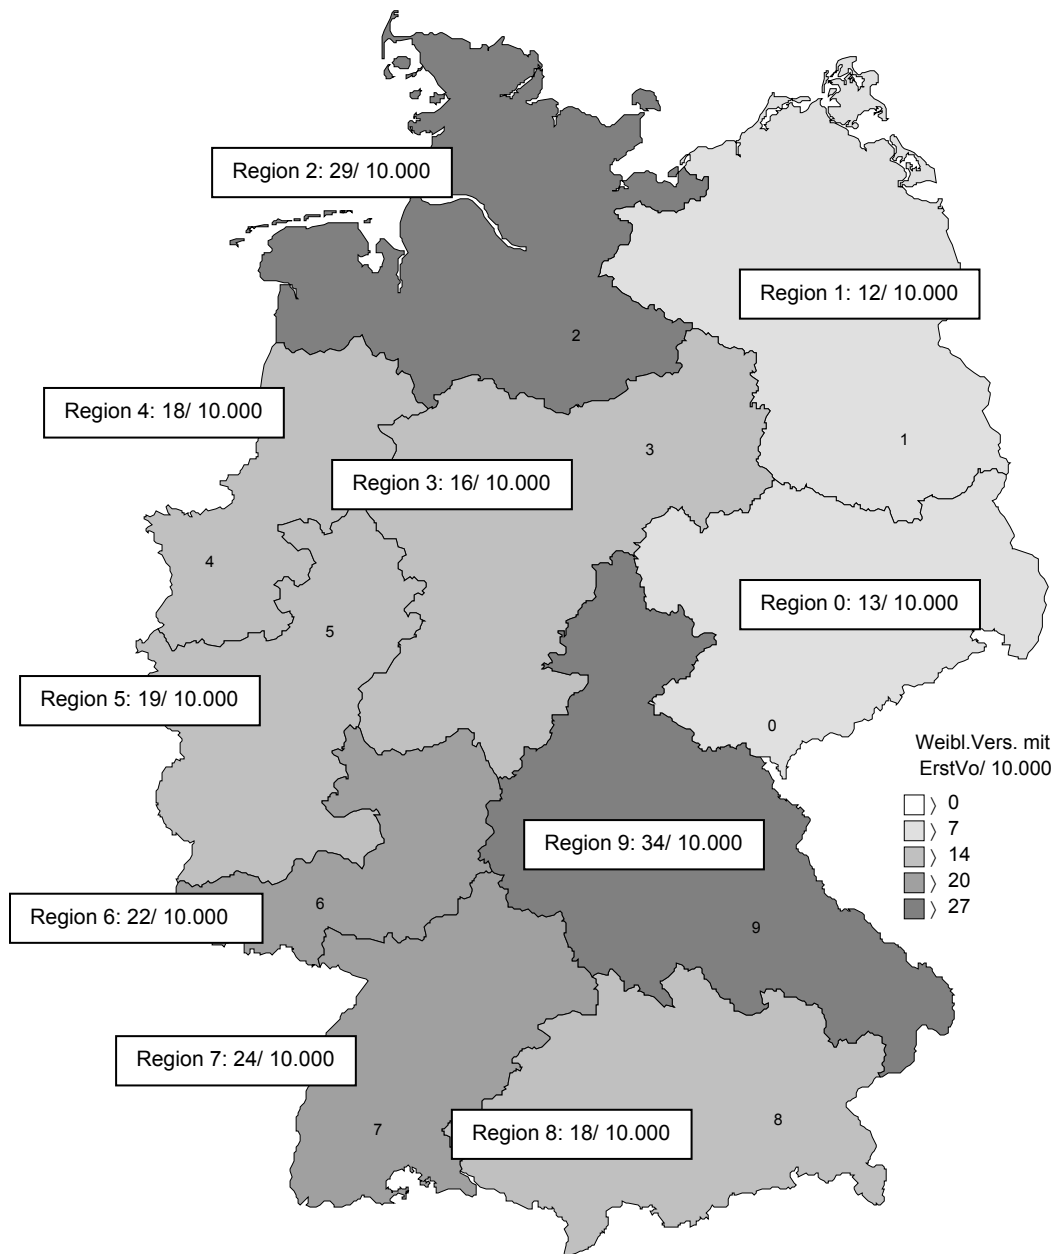 Region 2: 29/ 10.000
Region 1: 12/ 10.000
2
Region 4: 18/ 10.000
1
3
Region 3: 16/ 10.000
4
Region 0: 13/ 10.000
5
Region 5: 19/ 10.000
0
Weibl.Vers. mit
ErstVo/ 10.000
〉 0
〉 7
〉 14
〉 20
〉 27
Region 9: 34/ 10.000
6
Region 6: 22/ 10.000
9
Region 7: 24/ 10.000
8
7
Region 8: 18/ 10.000